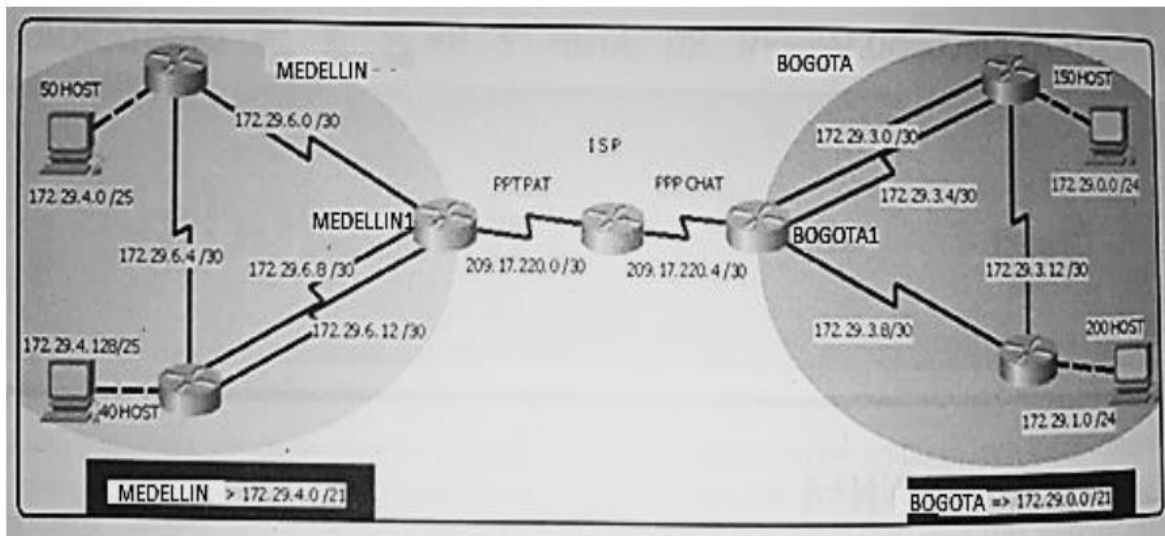 MEDELLIN
50 HOST
172.29.6.0 /30
172.29.4.0 /25
172.29.6.4 /30
MEDELLIN1
172.29.6.8 /30
172.29.6.12 /30
172.29.4.128/25
40 HOST
MEDELLIN > 172.29.4.0 /21
ISP
PPTPAT
PPP CHAT
209.17.220.0 /30
209.17.220.4 /30
BOGOTA
150 HOST
172.29.3.0 /30
172.29.3.4/30
172.29.0.0 /24
BOGOTA1
172.29.3.12 /30
172.29.3.8/30
200 HOST
172.29.1.0 /24
BOGOTA => 172.29.0.0 /21